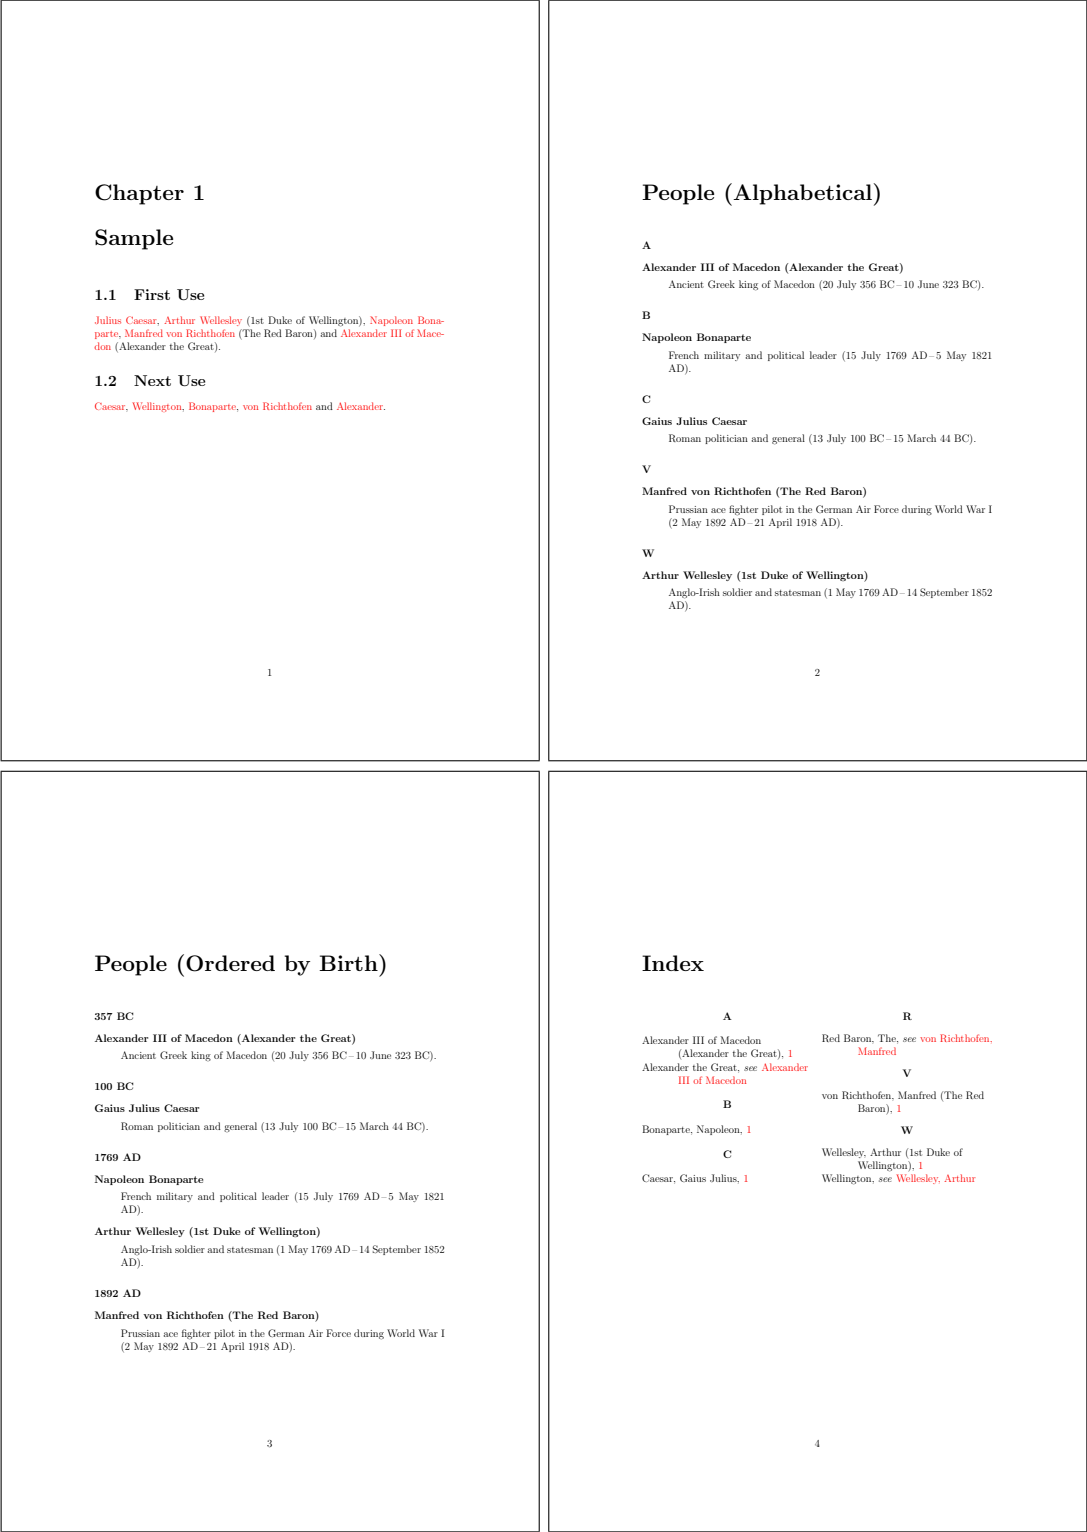 Chapter 1
Sample
1.1 First Use
Julius Caesar, Arthur Wellesley (1st Duke of Wellington), Napoleon Bona-
parte, Manfred von Richthofen (The Red Baron) and Alexander III of Mace-
don (Alexander the Great).
1.2 Next Use
Caesar, Wellington, Bonaparte, von Richthofen and Alexander.
1
People (Alphabetical)
A
Alexander III of Macedon (Alexander the Great)
Ancient Greek king of Macedon (20 July 356 BC – 10 June 323 BC).
B
Napoleon Bonaparte
French military and political leader (15 July 1769 AD – 5 May 1821
AD).
C
Gaius Julius Caesar
Roman politician and general (13 July 100 BC – 15 March 44 BC).
V
Manfred von Richthofen (The Red Baron)
Prussian ace fighter pilot in the German Air Force during World War I
(2 May 1892 AD – 21 April 1918 AD).
W
Arthur Wellesley (1st Duke of Wellington)
Anglo-Irish soldier and statesman (1 May 1769 AD – 14 September 1852
AD).
2
People (Ordered by Birth)
357 BC
Alexander III of Macedon (Alexander the Great)
Ancient Greek king of Macedon (20 July 356 BC – 10 June 323 BC).
100 BC
Gaius Julius Caesar
Roman politician and general (13 July 100 BC – 15 March 44 BC).
1769 AD
Napoleon Bonaparte
French military and political leader (15 July 1769 AD – 5 May 1821
AD).
Arthur Wellesley (1st Duke of Wellington)
Anglo-Irish soldier and statesman (1 May 1769 AD – 14 September 1852
AD).
1892 AD
Manfred von Richthofen (The Red Baron)
Prussian ace fighter pilot in the German Air Force during World War I
(2 May 1892 AD – 21 April 1918 AD).
3
Index
A
Alexander III of Macedon
(Alexander the Great), 1
Alexander the Great, see Alexander
III of Macedon
B
Bonaparte, Napoleon, 1
C
Caesar, Gaius Julius, 1
R
Red Baron, The, see von Richthofen,
Manfred
V
von Richthofen, Manfred (The Red
Baron), 1
W
Wellesley, Arthur (1st Duke of
Wellington), 1
Wellington, see Wellesley, Arthur
4